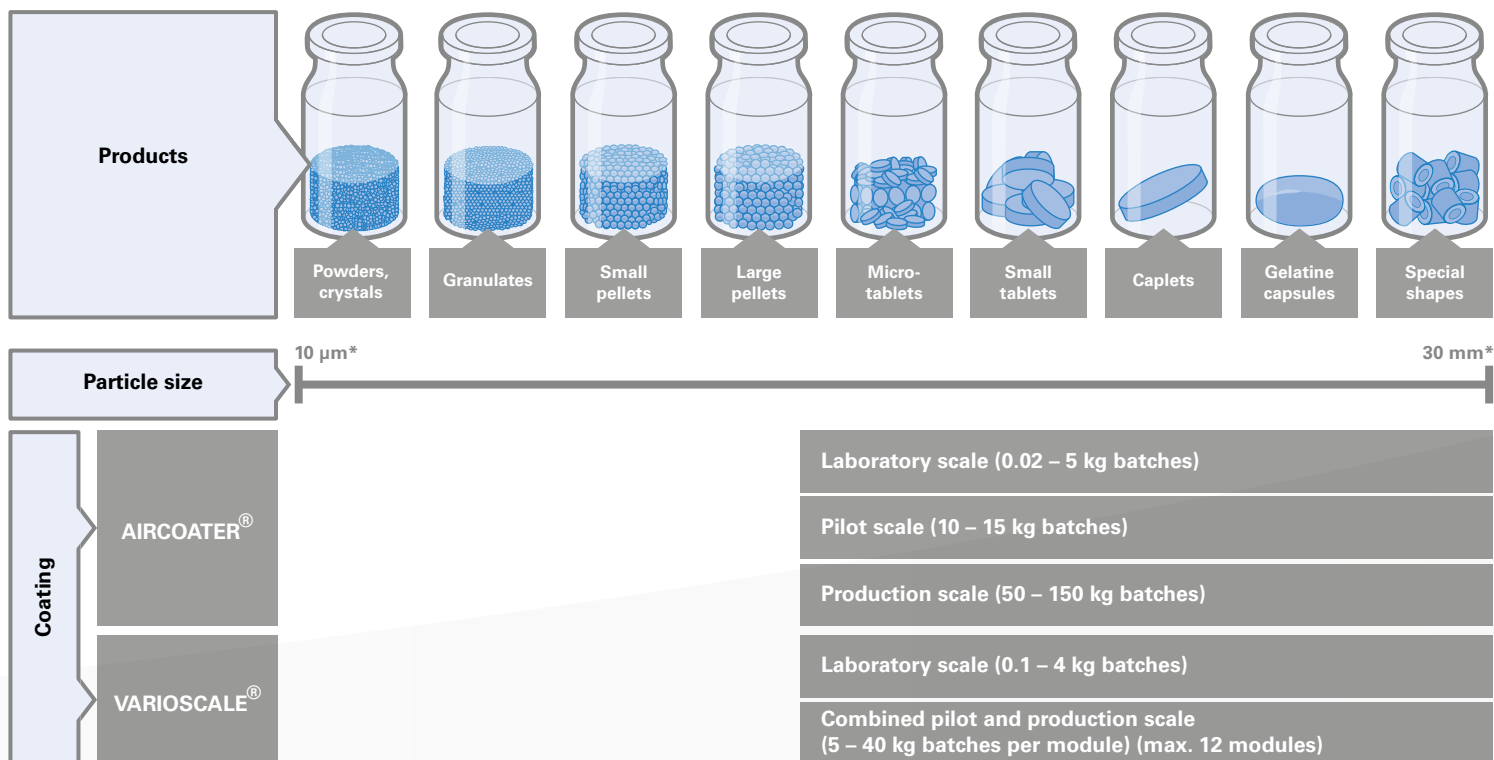 Products
Powders,
crystals
Granulates
Small
pellets
Large
pellets
Micro-
tablets
Small
tablets
Caplets
Gelatine
capsules
Special
shapes
Particle size
10 µm*
30 mm*
Coating
AIRCOATER®
Laboratory scale (0.02 – 5 kg batches)
Pilot scale (10 – 15 kg batches)
Production scale (50 – 150 kg batches)
VARIOSCALE®
Laboratory scale (0.1 – 4 kg batches)
Combined pilot and production scale
(5 – 40 kg batches per module) (max. 12 modules)